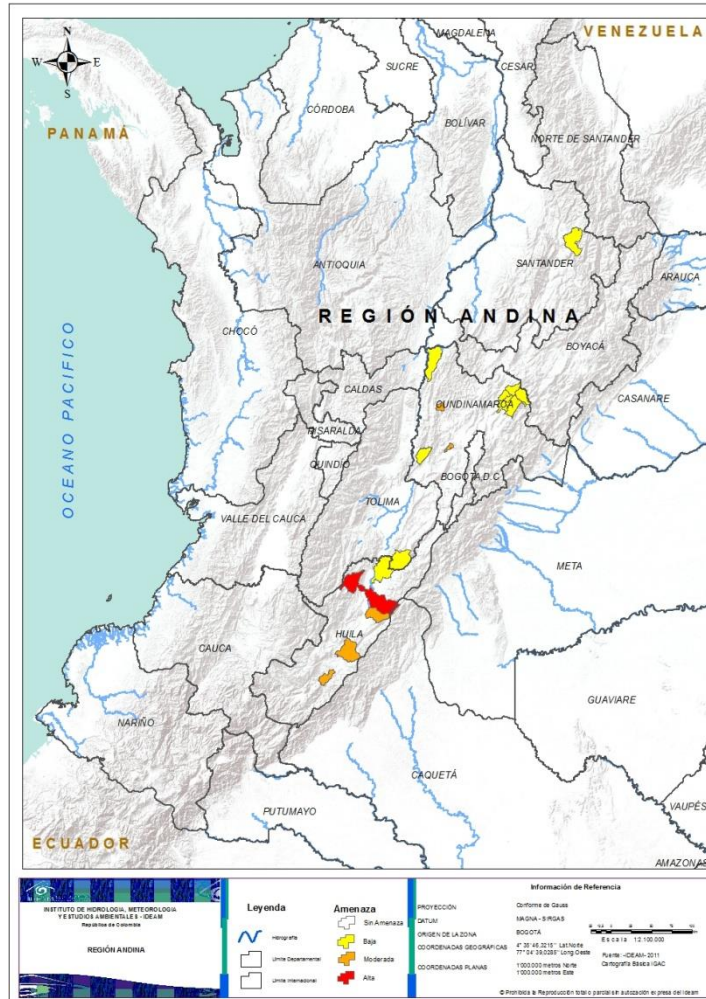 MAGDALENA
VENEZUELA
N
W E
S
SUCRE
CESAR
CÓRDOBA
PANAMÁ
BOLÍVAR
NORTE DE SANTANDER
ANTIOQUIA
SANTANDER
ARAUCA
REGIÓN ANDINA
CHOCÓ
BOYACÁ
CALDAS
CUNDINAMARCA
CASANARE
RISARALDA
OCEANO PACIFICO
QUINDÍO
BOGOTÁ, D.C
TOLIMA
VALLE DEL CAUCA
META
HUILA
CAUCA
GUAVIARE
NARIÑO
CAQUETÁ
PUTUMAYO
VAUPÉS
ECUADOR
AMAZONAS
INSTITUTO DE HIDROLOGIA, METEOROLOGIA
Y ESTUDIOS AMBIENTALES - IDEAM
República de Colombia
REGIÓN ANDINA
Leyenda
Hidrografía
Limite Departamental
Limite Internacional
Amenaza
Sin Amenaza
Baja
Moderada
Alta
Información de Referencia
PROYECCIÓN Conforme de Gauss
DATUM MAGNA - SIRGAS
ORIGEN DE LA ZONA BOGOTÁ
COORDENADAS GEOGRÁFICAS
COORDENADAS PLANAS 1'000.000 metros Norte
1'000.000 metros Este
Escala 1:2.100.000
Fuente: -IDEAM- 2011
Cartografía Básica IGAC
© Prohibida la Reproducción total o parcial sin autorización expresa del Ideam